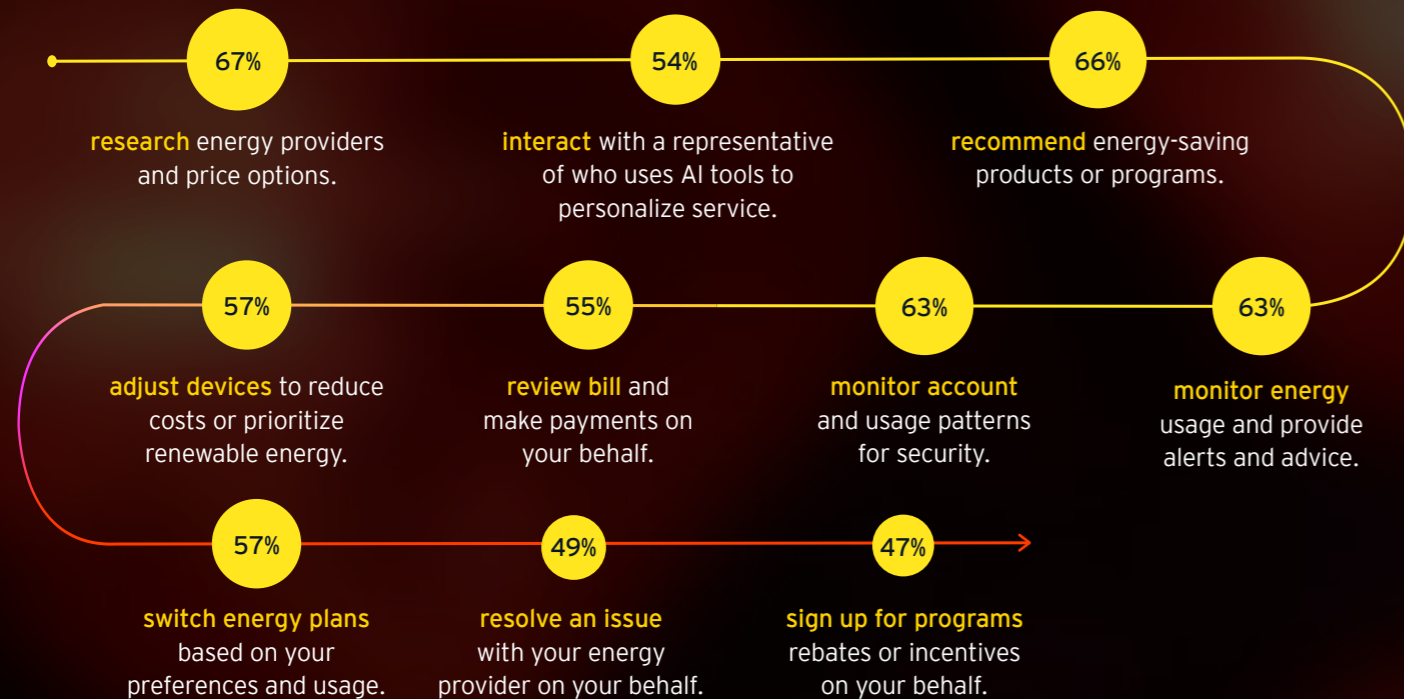 67%
research energy providers
and price options.
54%
interact with a representative
of who uses AI tools to
personalize service.
66%
recommend energy-saving
products or programs.
63%
monitor energy
usage and provide
alerts and advice.
63%
monitor account
and usage patterns
for security.
55%
review bill and
make payments on
your behalf.
57%
adjust devices to reduce
costs or prioritize
renewable energy.
57%
switch energy plans
based on your
preferences and usage.
49%
resolve an issue
with your energy
provider on your behalf.
47%
sign up for programs
rebates or incentives
on your behalf.